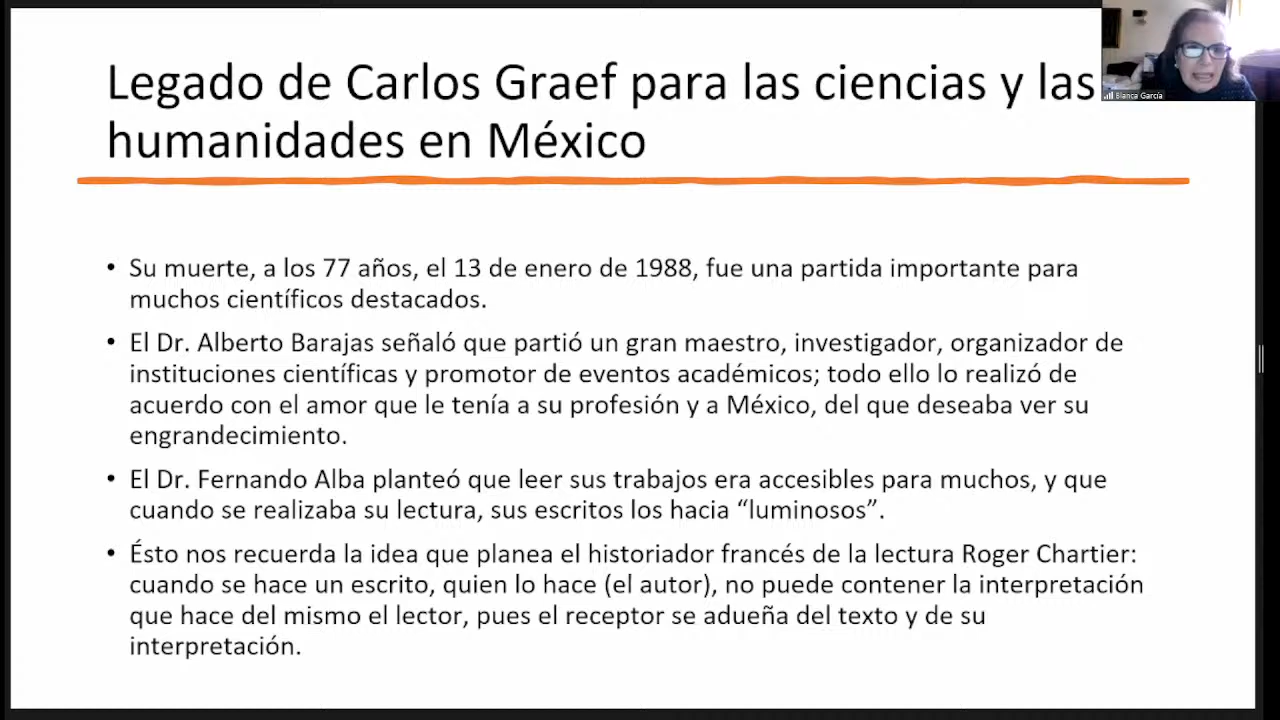 Legado de Carlos Graef para las ciencias y las
humanidades en México
Blanca García
• Su muerte, a los 77 años, el 13 de enero de 1988, fue una partida importante para
muchos científicos destacados.
• El Dr. Alberto Barajas señaló que partió un gran maestro, investigador, organizador de
instituciones científicas y promotor de eventos académicos; todo ello lo realizó de
acuerdo con el amor que le tenía a su profesión y a México, del que deseaba ver su
engrandecimiento.
• El Dr. Fernando Alba planteó que leer sus trabajos era accesibles para muchos, y que
cuando se realizaba su lectura, sus escritos los hacia “luminosos”.
• Ésto nos recuerda la idea que planea el historiador francés de la lectura Roger Chartier:
cuando se hace un escrito, quien lo hace (el autor), no puede contener la interpretación
que hace del mismo el lector, pues el receptor se adueña del texto y de su
interpretación.